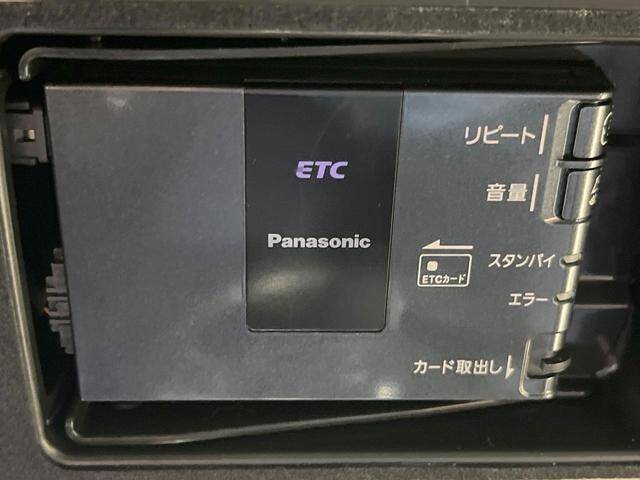 ETC
Panasonic
リピート
音量
スタンバイ
ETCカード
エラー
カード取出し